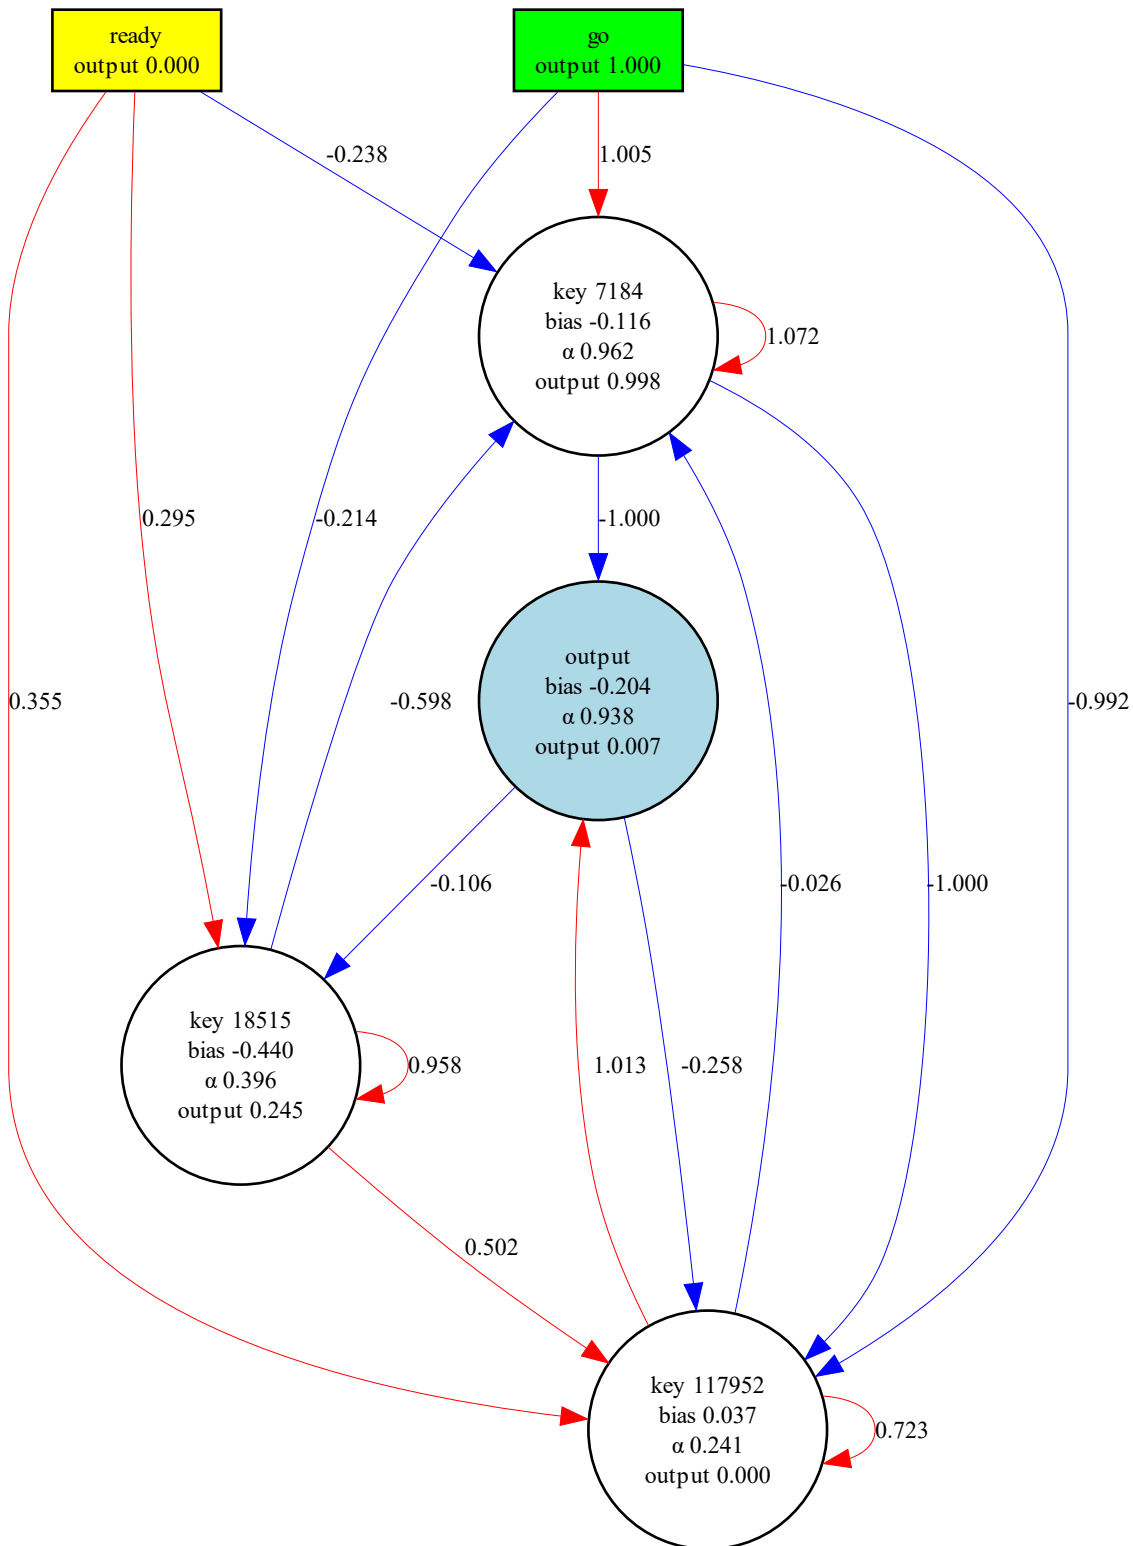 ready
output 0.000
go
output 1.000
-0.238
1.005
key 7184
bias -0.116
α 0.962
output 0.998
1.072
0.295
-0.214
-1.000
output
bias -0.204
α 0.938
output 0.007
0.355
-0.598
-0.992
-0.106
-0.026
-1.000
key 18515
bias -0.440
α 0.396
output 0.245
0.958
1.013
-0.258
0.502
key 117952
bias 0.037
α 0.241
output 0.000
0.723